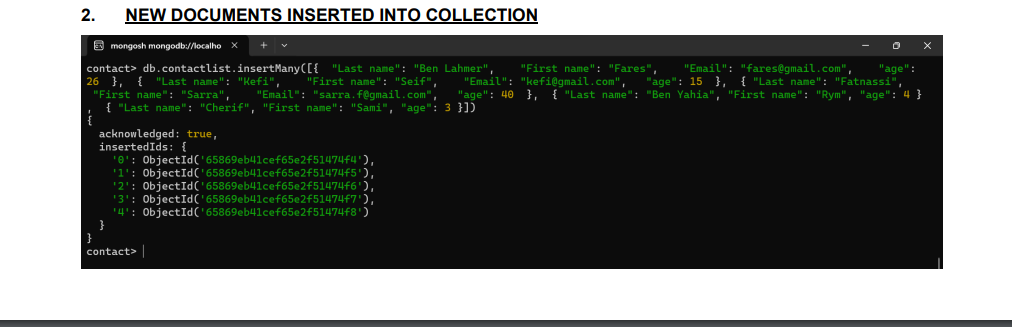 2. NEW DOCUMENTS INSERTED INTO COLLECTION
mongosh mongodb://localho × + ⌄ – ×
contact> db.contactlist.insertMany([{ "Last name": "Ben Lahmer", "First name": "Fares", "Email": "fares@gmail.com", "age":
26 }, { "Last name": "Kefi", "First name": "Seif", "Email": "kefi@gmail.com", "age": 15 }, { "Last name": "Fatnassi",
"First name": "Sarra", "Email": "sarra.f@gmail.com", "age": 40 }, { "Last name": "Ben Yahia", "First name": "Rym", "age": 4 }
, { "Last name": "Cherif", "First name": "Sami", "age": 3 }])
{
acknowledged: true,
insertedIds: {
'0': ObjectId('65869eb41cef65e2f51474f4'),
'1': ObjectId('65869eb41cef65e2f51474f5'),
'2': ObjectId('65869eb41cef65e2f51474f6'),
'3': ObjectId('65869eb41cef65e2f51474f7'),
'4': ObjectId('65869eb41cef65e2f51474f8')
}
}
contact>